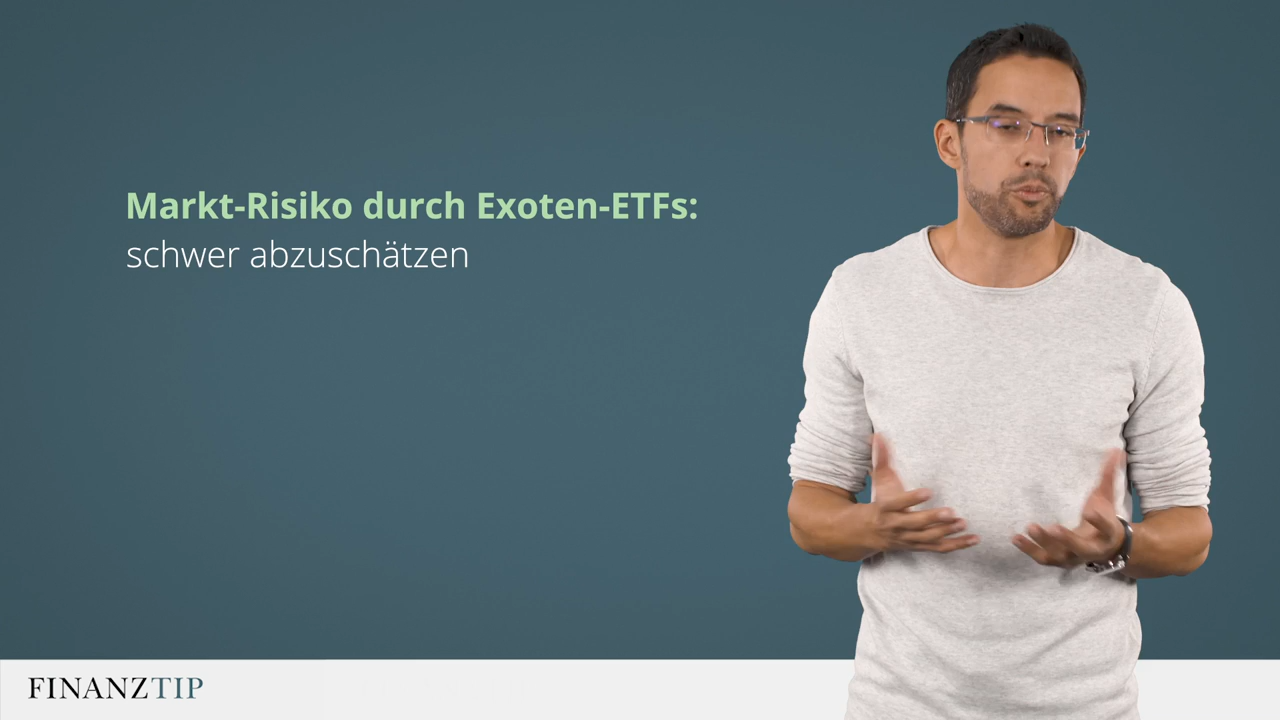 Markt-Risiko durch Exoten-ETFs:
schwer abzuschätzen
FINANZTIP